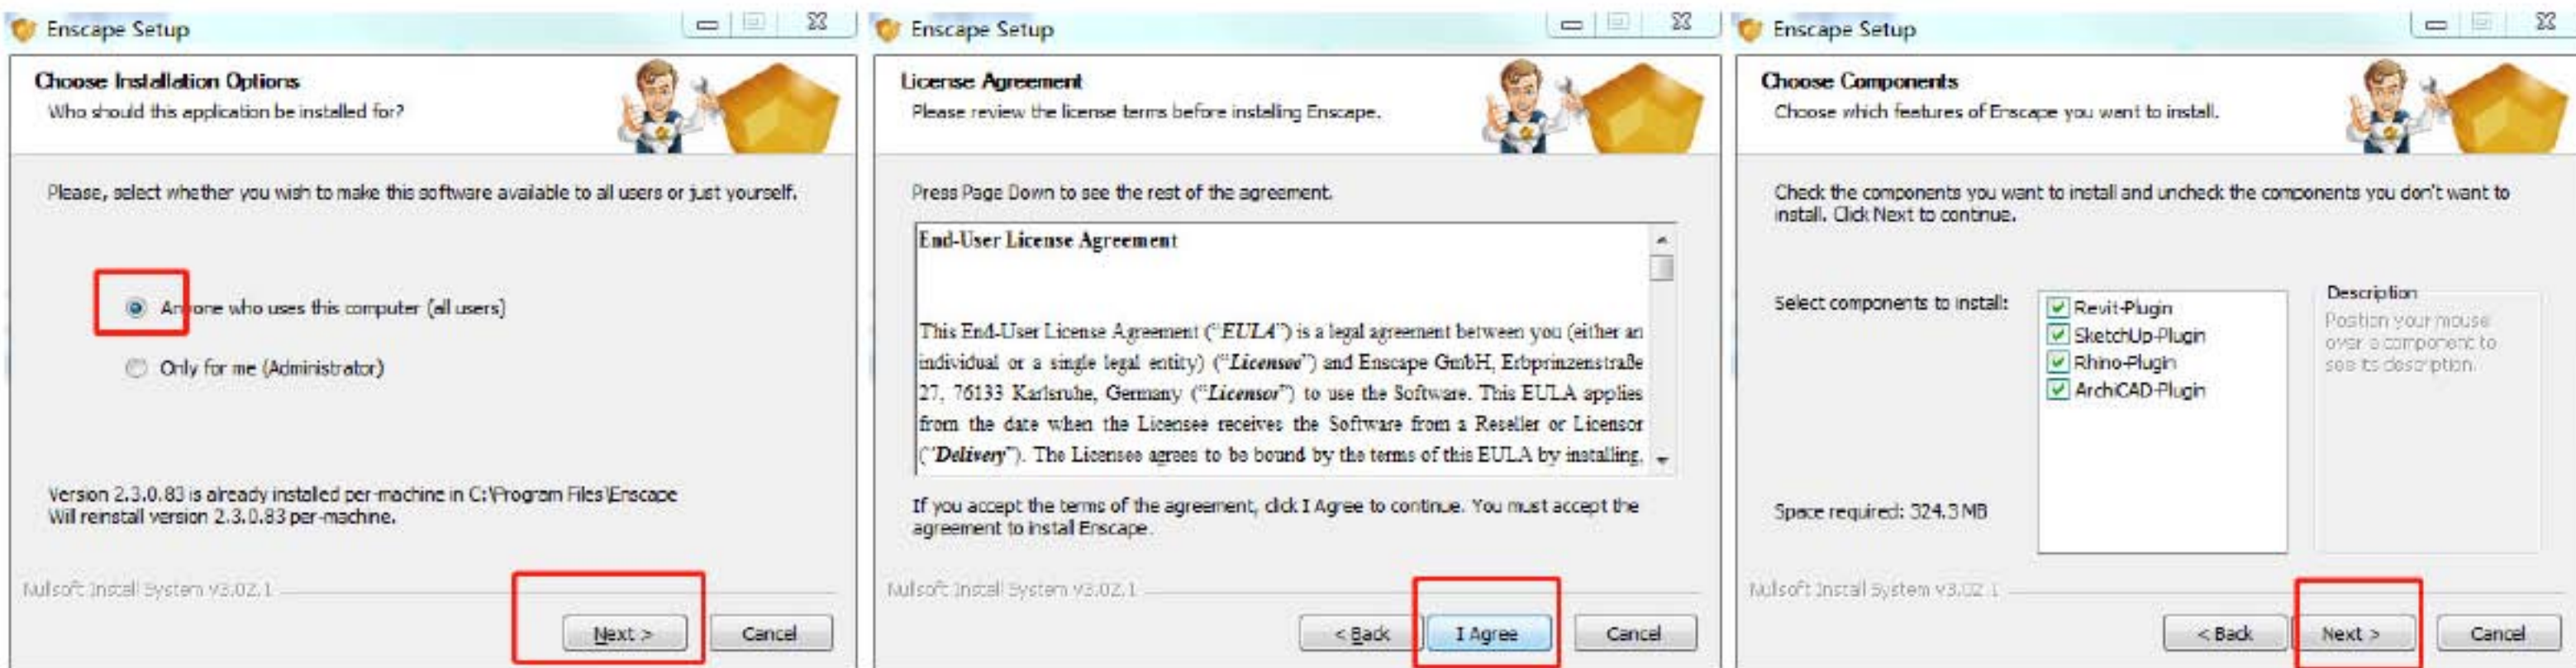 Enscape Setup
Choose Installation Options
Who should this application be installed for?
Please, select whether you wish to make this software available to all users or just yourself.
Anyone who uses this computer (all users)
Only for me (Administrator)
Version 2.3.0.83 is already installed per-machine in C:\Program Files\Enscape
Will reinstall version 2.3.0.83 per-machine.
Nullsoft Install System v3.02.1
Next >
Cancel
Enscape Setup
License Agreement
Please review the license terms before installing Enscape.
Press Page Down to see the rest of the agreement.
End-User License Agreement
This End-User License Agreement ("EULA") is a legal agreement between you (either an
individual or a single legal entity) ("Licensee") and Enscape GmbH, Erbprinzenstraße
27, 76133 Karlsruhe, Germany ("Licensor") to use the Software. This EULA applies
from the date when the Licensee receives the Software from a Reseller or Licensor
("Delivery"). The Licensee agrees to be bound by the terms of this EULA by installing,
If you accept the terms of the agreement, click I Agree to continue. You must accept the
agreement to install Enscape.
Nullsoft Install System v3.02.1
< Back
I Agree
Cancel
Enscape Setup
Choose Components
Choose which features of Enscape you want to install.
Check the components you want to install and uncheck the components you don't want to
install. Click Next to continue.
Select components to install:
Revit-Plugin
SketchUp-Plugin
Rhino-Plugin
ArchiCAD-Plugin
Description
Position your mouse
over a component to
see its description.
Space required: 324.3 MB
Nullsoft Install System v3.02.1
< Back
Next >
Cancel